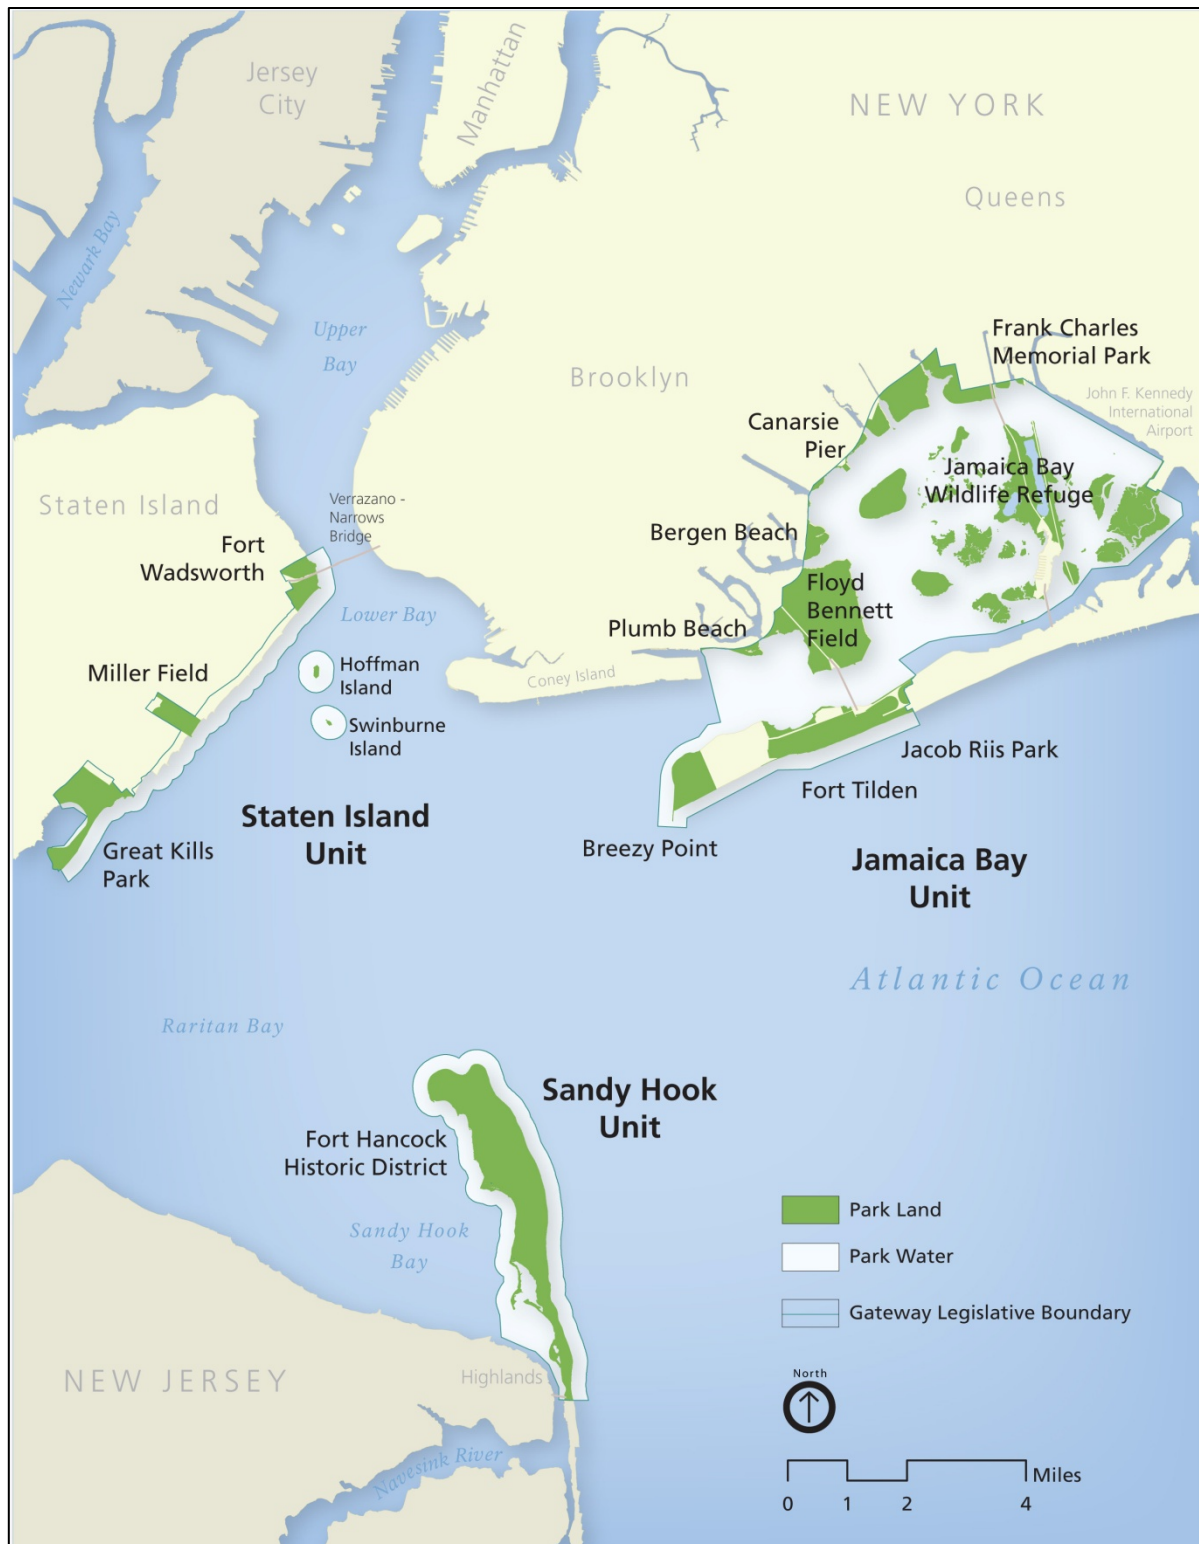 Jersey
City
Manhattan
NEW YORK
Queens
Newark Bay
Upper
Bay
Brooklyn
Frank Charles
Memorial Park
John F. Kennedy
International
Airport
Canarsie
Pier
Jamaica Bay
Wildlife Refuge
Staten Island
Verrazano -
Narrows
Bridge
Fort
Wadsworth
Bergen Beach
Floyd
Bennett
Field
Lower Bay
Plumb Beach
Miller Field
Hoffman
Island
Coney Island
Swinburne
Island
Jacob Riis Park
Fort Tilden
Staten Island
Unit
Great Kills
Park
Breezy Point
Jamaica Bay
Unit
Atlantic Ocean
Raritan Bay
Sandy Hook
Unit
Fort Hancock
Historic District
Sandy Hook
Bay
Park Land
Park Water
Gateway Legislative Boundary
NEW JERSEY
Highlands
North
Navesink River
Miles
0 1 2 4